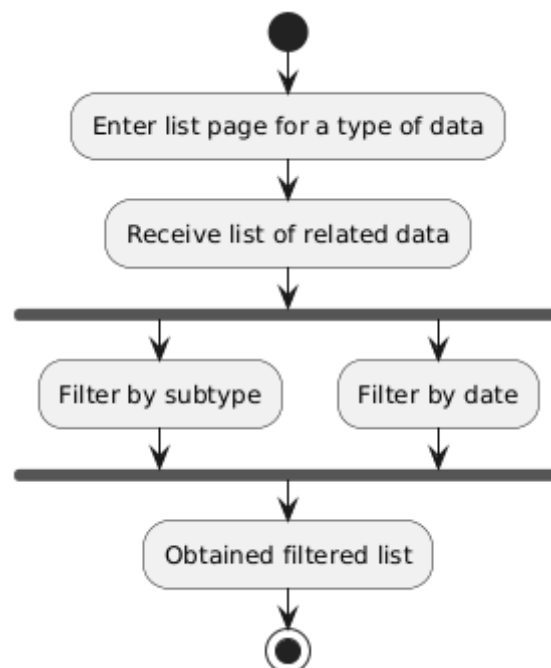 Enter list page for a type of data
Receive list of related data
Filter by subtype
Filter by date
Obtained filtered list